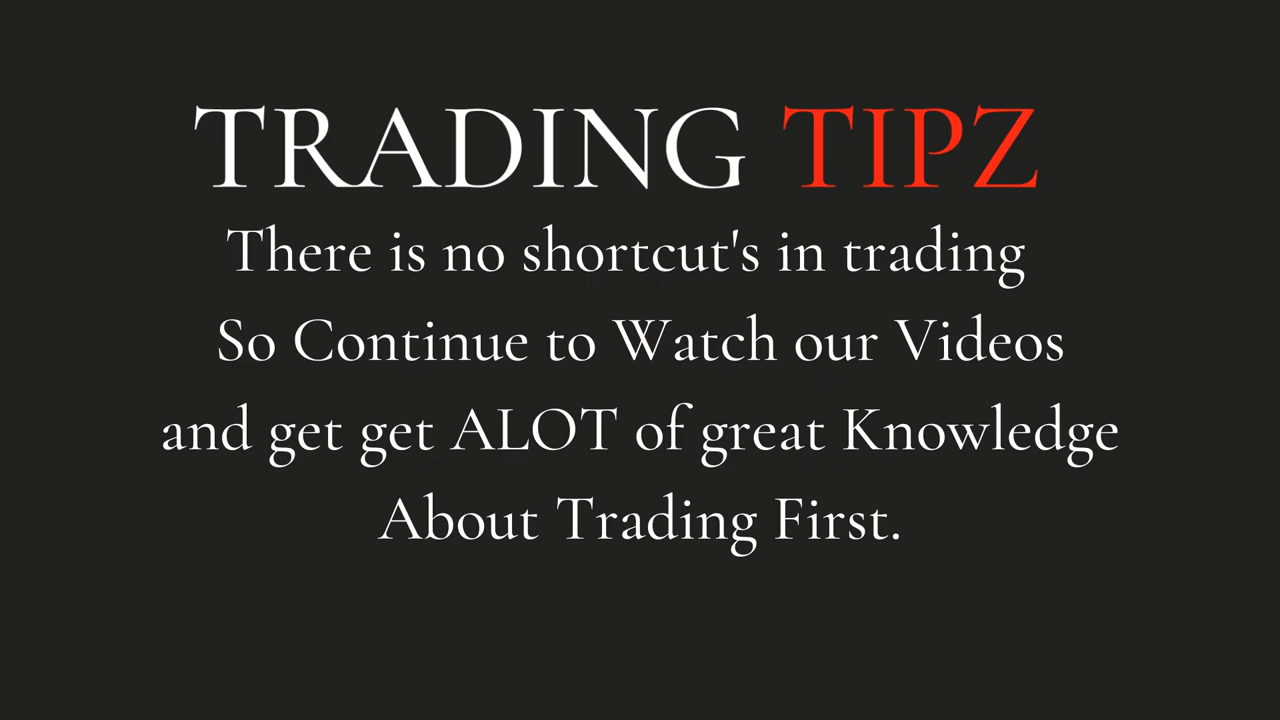 TRADING TIPZ
There is no shortcut's in trading
So Continue to Watch our Videos
and get get ALOT of great Knowledge
About Trading First.